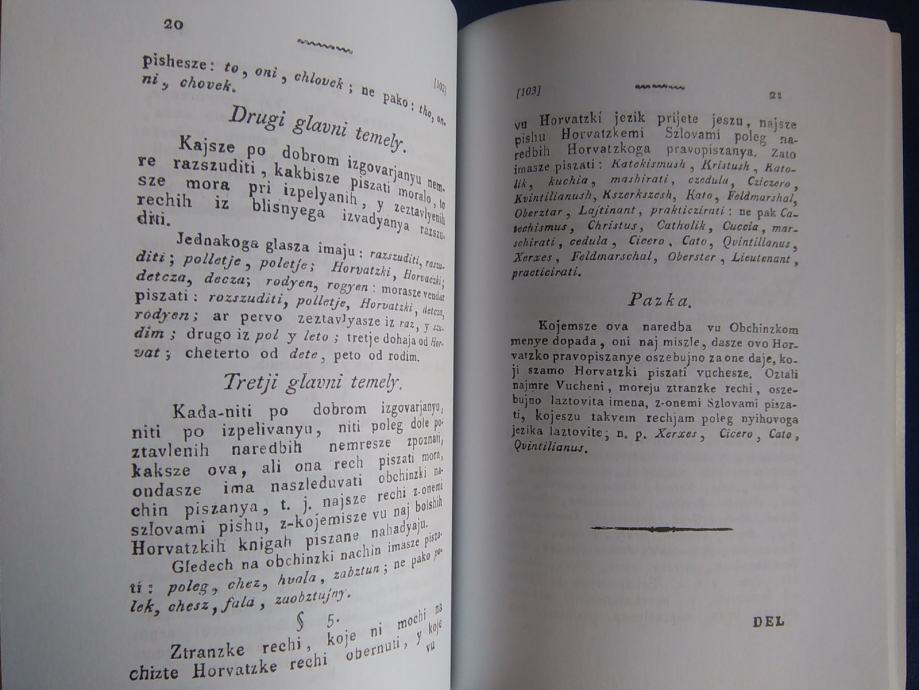 20
[102]
pishesze: to, oni, chlovek; ne pako: tho, on-
ni, chovek.
Drugi glavni temely.
Kajsze po dobrom izgovarjanyu nem-
re razszuditi, kakbisze piszati moralo, to
sze mora pri izpelyanih, y zeztavlyenih
rechih iz blisnyega izvadyanya razszu-
diti.
Jednakoga glasza imaju: razszuditi, raszu-
diti; polletje, poletje; Horvatzki, Horvaczki;
detcza, decza; rodyen, rogyen: morasze vendar
piszati: rozszuditi, polletje, Horvatzki, detcza,
rodyen; ar pervo zeztavlyasze iz raz, y szu-
dim; drugo iz pol y leto; tretje dohaja od Hor-
vat; cheterto od dete, peto od rodim.
Tretji glavni temely.
Kada-niti po dobrom izgovarjanyu,
niti po izpelivanyu, niti poleg dole po-
ztavlenih naredbih nemresze zpoznati,
kaksze ova, ali ona rech piszati mora,
ondasze ima naszleduvati obchinzki na-
chin piszanya, t. j. najsze rechi z-onemi
szlovami pishu, z-kojemisze vu naj bolshih
Horvatzkih knigah piszane nahadyaju.
Gledech na obchinzki nachin imasze pisza-
ti: poleg, chez, hvala, zabztun; ne pako po-
lek, chesz, fala, zaobztujny.
§ 5.
Ztranzke rechi, koje ni mochi na
chizte Horvatzke rechi obernuti, y koje
vu
[103]
21
vu Horvatzki jezik prijete jeszu, najsze
pishu Horvatzkemi Szlovami poleg na-
redbih Horvatzkoga pravopiszanya. Zato
imasze piszati: Katekismush, Kristush, Kato-
lik, kuchia, mashirati, czedula, Cziczero,
Kvintilianush, Kszerkszesh, Kato, Feldmarshal,
Obersztar, Lajtinant, prakticzirati: ne pak Ca-
techismus, Christus, Catholik, Cuccia, mar-
schirati, cedula, Cicero, Cato, Qvintilianus,
Xerxes, Feldmarschal, Oberster, Lieutenant,
practicirati.
Pazka.
Kojemsze ova naredba vu Obchinzkom
menye dopada, oni naj miszle, dasze ovo Hor-
vatzko pravopiszanye oszebujno za one daje, ko-
ji szamo Horvatzki piszati vuchesze. Oztali
najmre Vucheni, moreju ztranzke rechi, osze-
bujno laztovita imena, z-onemi Szlovami pisza-
ti, kojeszu takvem rechjam poleg nyihovoga
jezika laztovite; n. p. Xerxes, Cicero, Cato,
Qvintilianus.
DEL